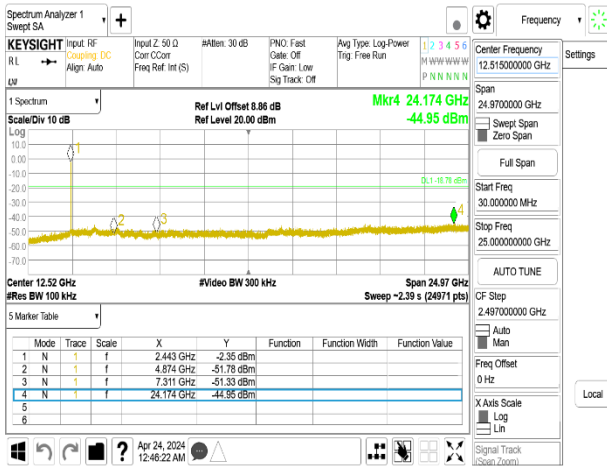 Spectrum Analyzer 1
Swept SA
+
Frequency
KEYSIGHT
RL
Input: RF
Coupling: DC
Align: Auto
Input Z: 50 Ω
Corr CCorr
Freq Ref: Int (S)
#Atten: 30 dB
PNO: Fast
Gate: Off
IF Gain: Low
Sig Track: Off
Avg Type: Log-Power
Trig: Free Run
1 2 3 4 5 6
M W W W W W
P N N N N N
1 Spectrum
Scale/Div 10 dB
Log
Ref Lvl Offset 8.86 dB
Ref Level 20.00 dBm
Mkr4 24.174 GHz
-44.95 dBm
10.0
0.00
-10.0
-20.0
-30.0
-40.0
-50.0
-60.0
-70.0
1
2
3
4
Center 12.52 GHz
#Res BW 100 kHz
#Video BW 300 kHz
Span 24.97 GHz
Sweep ~2.39 s (24971 pts)
5 Marker Table
Mode Trace Scale X Y Function Function Width Function Value
1 N 1 f 2.443 GHz -2.35 dBm
2 N 1 f 4.874 GHz -51.78 dBm
3 N 1 f 7.311 GHz -51.33 dBm
4 N 1 f 24.174 GHz -44.95 dBm
5
6
Apr 24, 2024
12:46:22 AM
Center Frequency
12.515000000 GHz
Span
24.9700000 GHz
Swept Span
Zero Span
Full Span
Start Freq
30.000000 MHz
Stop Freq
25.000000000 GHz
AUTO TUNE
CF Step
2.497000000 GHz
Auto
Man
Freq Offset
0 Hz
X Axis Scale
Log
Lin
Signal Track
(Span Zoom)
Settings
Local